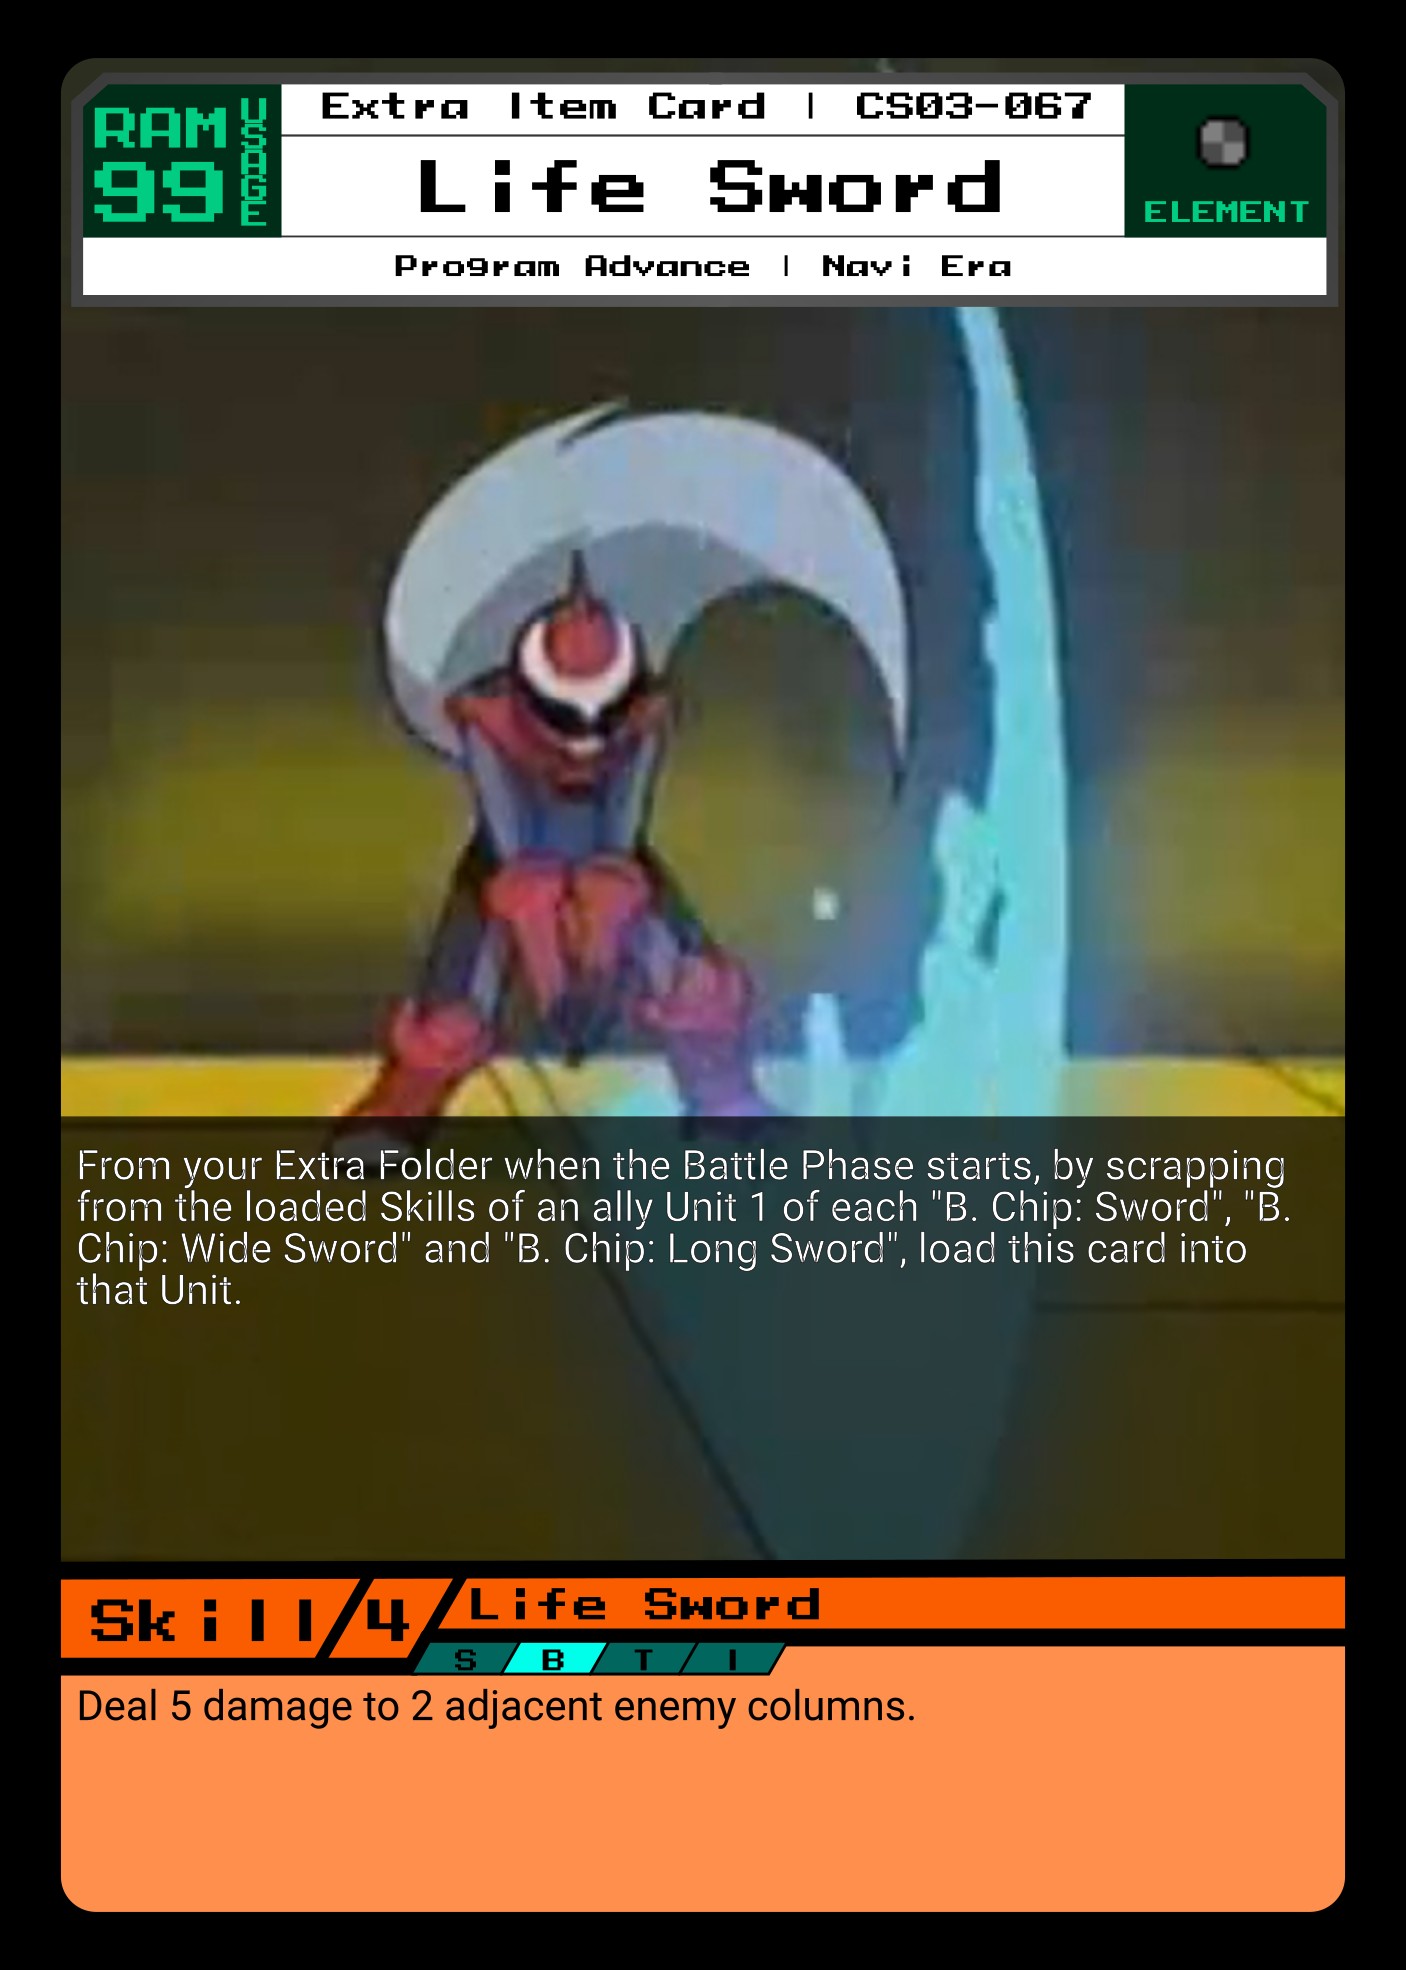 RAM
99
USAGE
Extra Item Card | CS03-067
Life Sword
ELEMENT
Program Advance | Navi Era
From your Extra Folder when the Battle Phase starts, by scrapping
from the loaded Skills of an ally Unit 1 of each "B. Chip: Sword", "B.
Chip: Wide Sword" and "B. Chip: Long Sword", load this card into
that Unit.
Skill/4/Life Sword
S B T I
Deal 5 damage to 2 adjacent enemy columns.